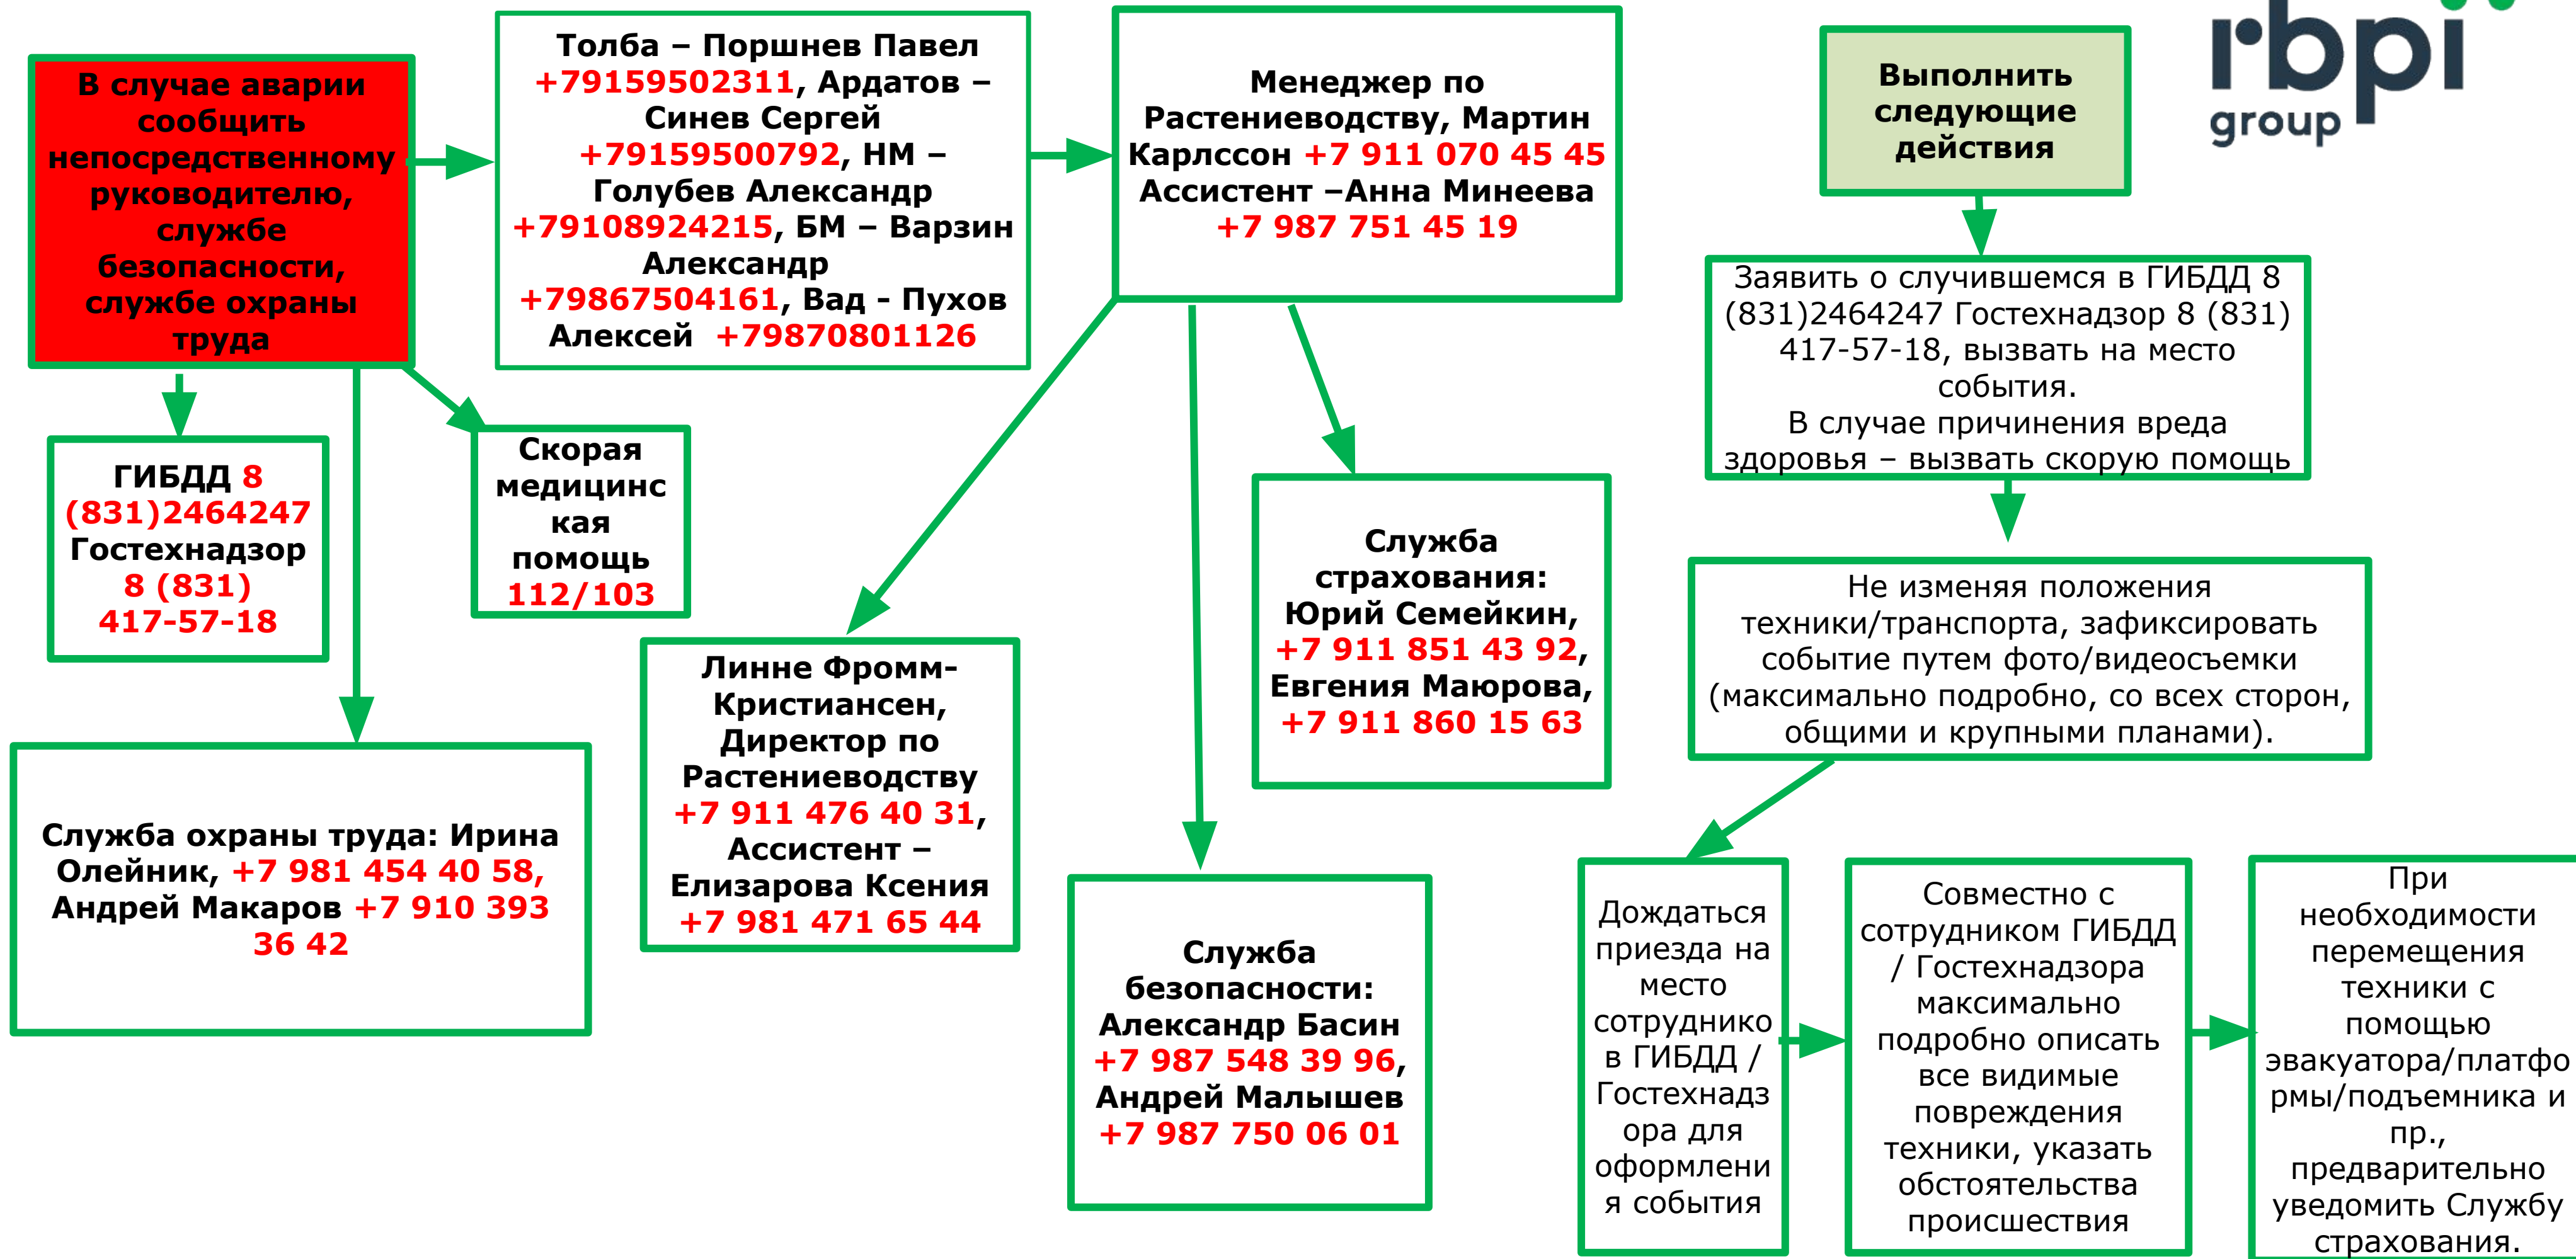 В случае аварии
сообщить
непосредственному
руководителю,
службе
безопасности,
службе охраны
труда
Толба – Поршнев Павел
+79159502311, Ардатов –
Синев Сергей
+79159500792, НМ –
Голубев Александр
+79108924215, БМ – Варзин
Александр
+79867504161, Вад - Пухов
Алексей +79870801126
Менеджер по
Растениеводству, Мартин
Карлссон +7 911 070 45 45
Ассистент –Анна Минеева
+7 987 751 45 19
ГИБДД 8
(831)2464247
Гостехнадзор
8 (831)
417-57-18
Скорая
медицинс
кая
помощь
112/103
Служба охраны труда: Ирина
Олейник, +7 981 454 40 58,
Андрей Макаров +7 910 393
36 42
Линне Фромм-
Кристиансен,
Директор по
Растениеводству
+7 911 476 40 31,
Ассистент –
Елизарова Ксения
+7 981 471 65 44
Служба
безопасности:
Александр Басин
+7 987 548 39 96,
Андрей Малышев
+7 987 750 06 01
Служба
страхования:
Юрий Семейкин,
+7 911 851 43 92,
Евгения Маюрова,
+7 911 860 15 63
rbpi
group
Выполнить
следующие
действия
Заявить о случившемся в ГИБДД 8
(831)2464247 Гостехнадзор 8 (831)
417-57-18, вызвать на место
события.
В случае причинения вреда
здоровья – вызвать скорую помощь
Не изменяя положения
техники/транспорта, зафиксировать
событие путем фото/видеосъемки
(максимально подробно, со всех сторон,
общими и крупными планами).
Дождаться
приезда на
место
сотруднико
в ГИБДД /
Гостехнадз
ора для
оформлени
я события
Совместно с
сотрудником ГИБДД
/ Гостехнадзора
максимально
подробно описать
все видимые
повреждения
техники, указать
обстоятельства
происшествия
При
необходимости
перемещения
техники с
помощью
эвакуатора/платфо
рмы/подъемника и
пр.,
предварительно
уведомить Службу
страхования.